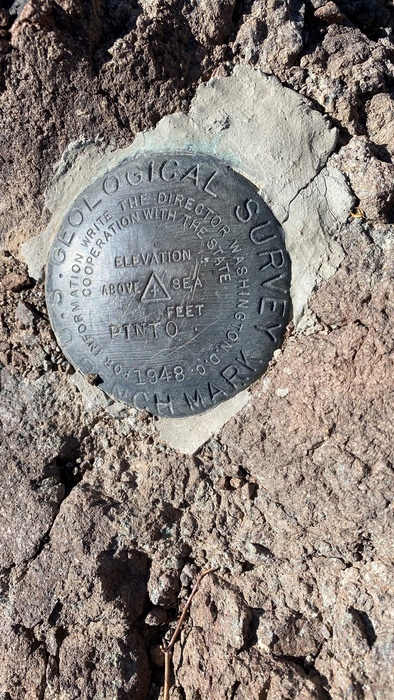 U.S. GEOLOGICAL SURVEY
BENCH MARK
FOR INFORMATION WRITE THE DIRECTOR WASHINGTON, D.C.
COOPERATION WITH THE STATE
ELEVATION
ABOVE SEA
FEET
PINTO
1948